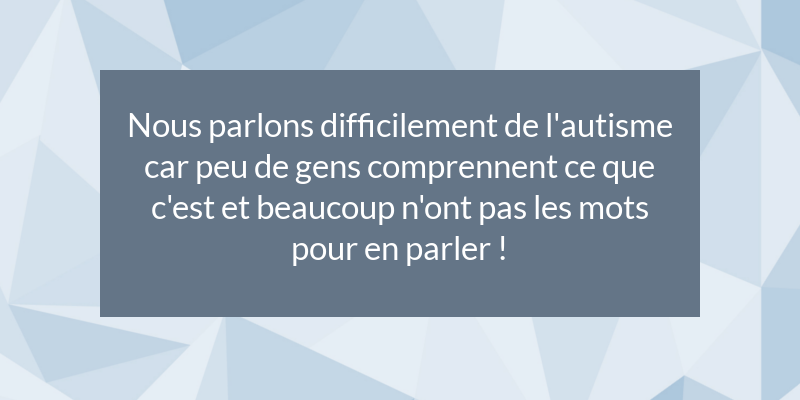 Nous parlons difficilement de l'autisme
car peu de gens comprennent ce que
c'est et beaucoup n'ont pas les mots
pour en parler !